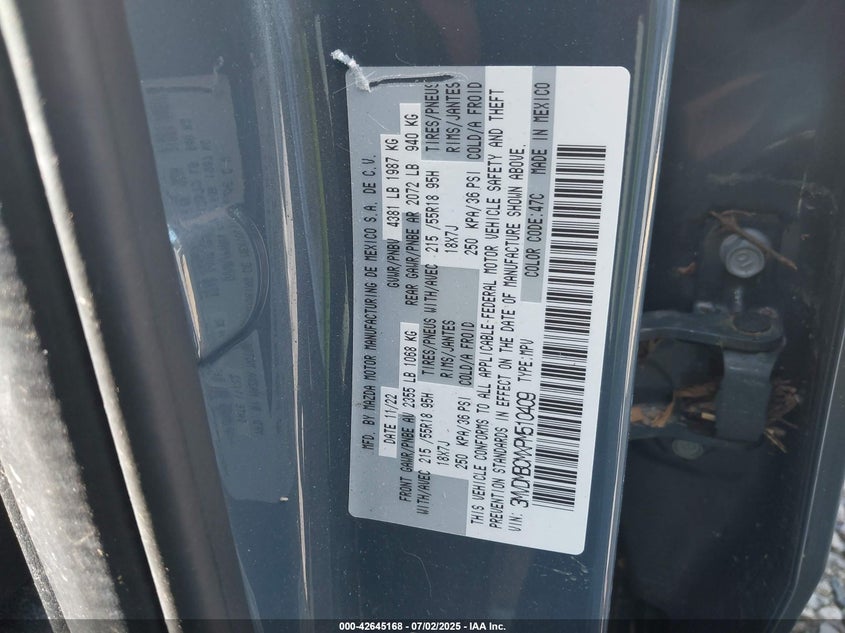 MFD. BY MAZDA MOTOR MANUFACTURING DE MEXICO S.A. DE C.V.
DATE 11/22 GVWR/PNBV 4381 LB 1987 KG
FRONT GAWR/PNBE AV 2355 LB 1068 KG REAR GAWR/PNBE AR 2072 LB 940 KG
WITH/AVEC 215 /55R18 95H TIRES/PNEUS WITH/AVEC 215 /55R18 95H TIRES/PNEUS
18X7J RIMS/JANTES 18X7J RIMS/JANTES
250 KPA/36 PSI COLD/A FROID 250 KPA/36 PSI COLD/A FROID
THIS VEHICLE CONFORMS TO ALL APPLICABLE-FEDERAL MOTOR VEHICLE SAFETY AND THEFT
PREVENTION STANDARDS IN EFFECT ON THE DATE OF MANUFACTURE SHOWN ABOVE.
VIN: 3MVDMBCMXPM510409 TYPE:MPV COLOR CODE:47C MADE IN MEXICO
000-42645168 - 07/02/2025 - IAA Inc.